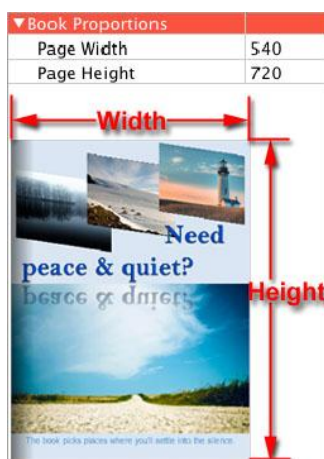 ▼Book Proportions
Page Width 540
Page Height 720
Width
Need
peace & quiet?
peace & quiet?
Height
The book picks places where you'll settle into the silence.